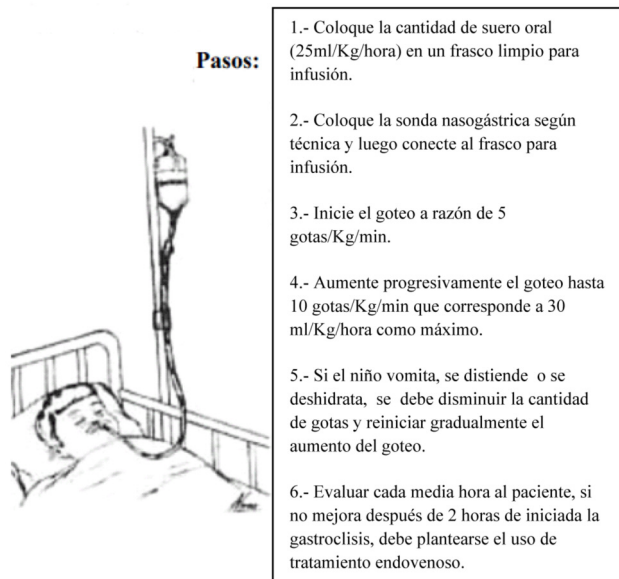 Pasos:
1.- Coloque la cantidad de suero oral
(25ml/Kg/hora) en un frasco limpio para
infusión.
2.- Coloque la sonda nasogástrica según
técnica y luego conecte al frasco para
infusión.
3.- Inicie el goteo a razón de 5
gotas/Kg/min.
4.- Aumente progresivamente el goteo hasta
10 gotas/Kg/min que corresponde a 30
ml/Kg/hora como máximo.
5.- Si el niño vomita, se distiende o se
deshidrata, se debe disminuir la cantidad
de gotas y reiniciar gradualmente el
aumento del goteo.
6.- Evaluar cada media hora al paciente, si
no mejora después de 2 horas de iniciada la
gastroclisis, debe plantearse el uso de
tratamiento endovenoso.